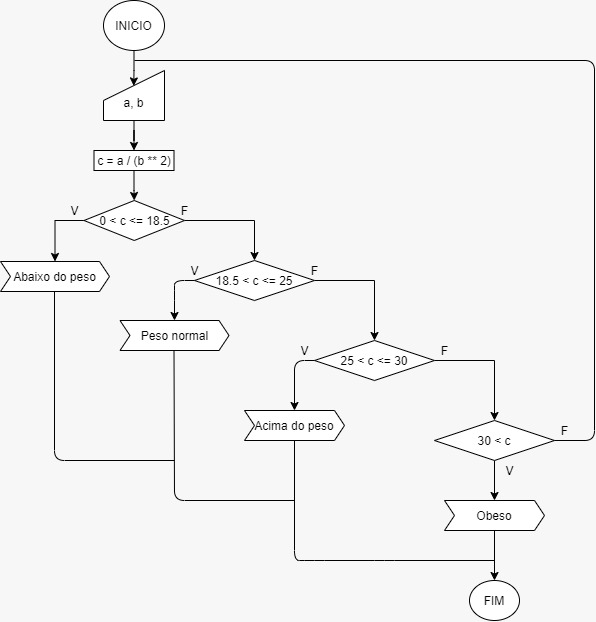 INICIO
a, b
c = a / (b ** 2)
V
F
0 < c <= 18.5
Abaixo do peso
V
F
18.5 < c <= 25
Peso normal
V
F
25 < c <= 30
Acima do peso
F
30 < c
V
Obeso
FIM